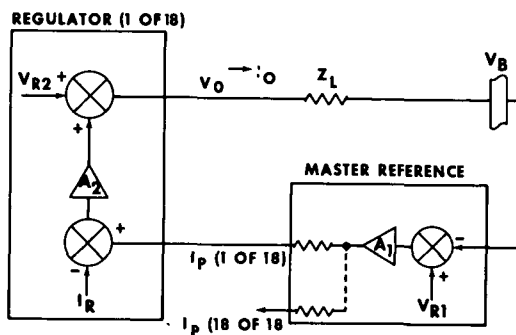 REGULATOR (1 OF 18)
VR2 + + A2 + - IR
VO → iO ZL VB
MASTER REFERENCE
A1 - + VR1
ip (1 OF 18)
Ip (18 OF 18